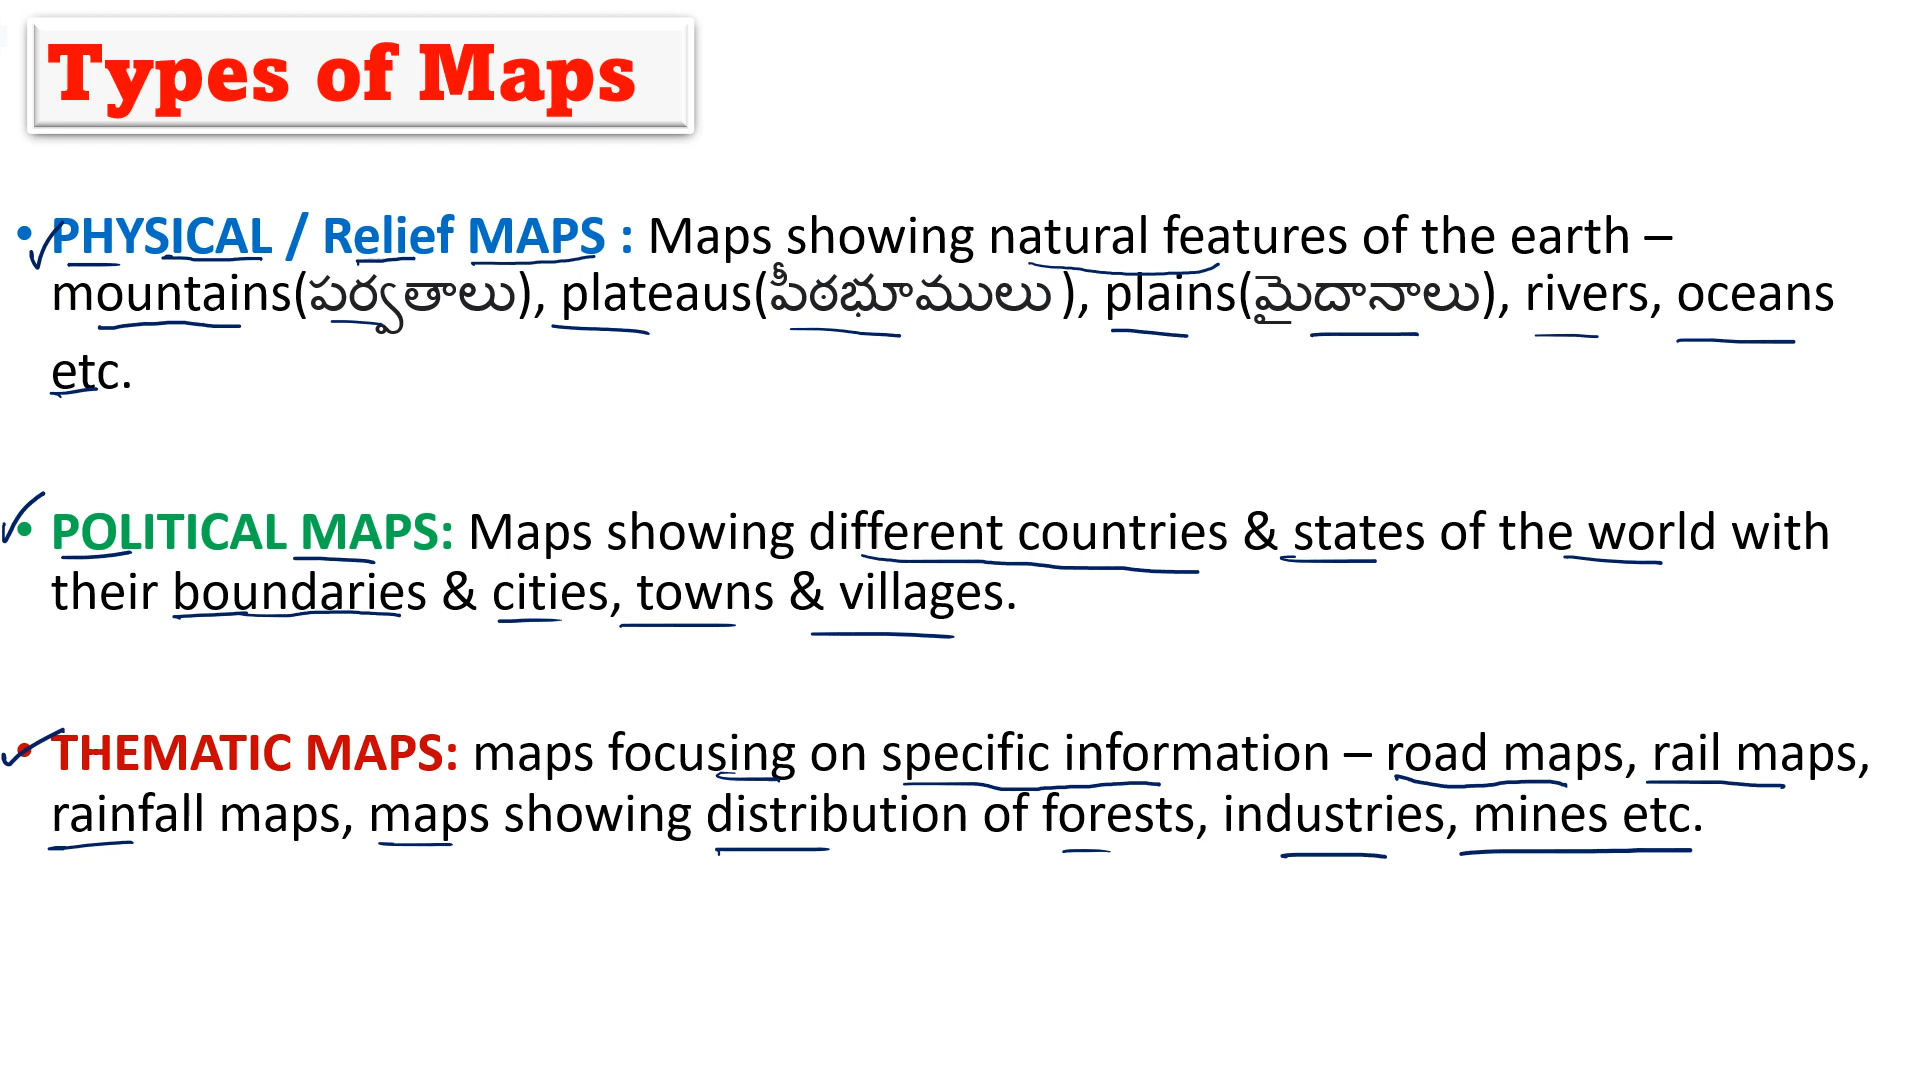 Types of Maps
• PHYSICAL / Relief MAPS : Maps showing natural features of the earth –
mountains(పర్వతాలు), plateaus(పీఠభూములు ), plains(మైదానాలు), rivers, oceans
etc.
• POLITICAL MAPS: Maps showing different countries & states of the world with
their boundaries & cities, towns & villages.
• THEMATIC MAPS: maps focusing on specific information – road maps, rail maps,
rainfall maps, maps showing distribution of forests, industries, mines etc.